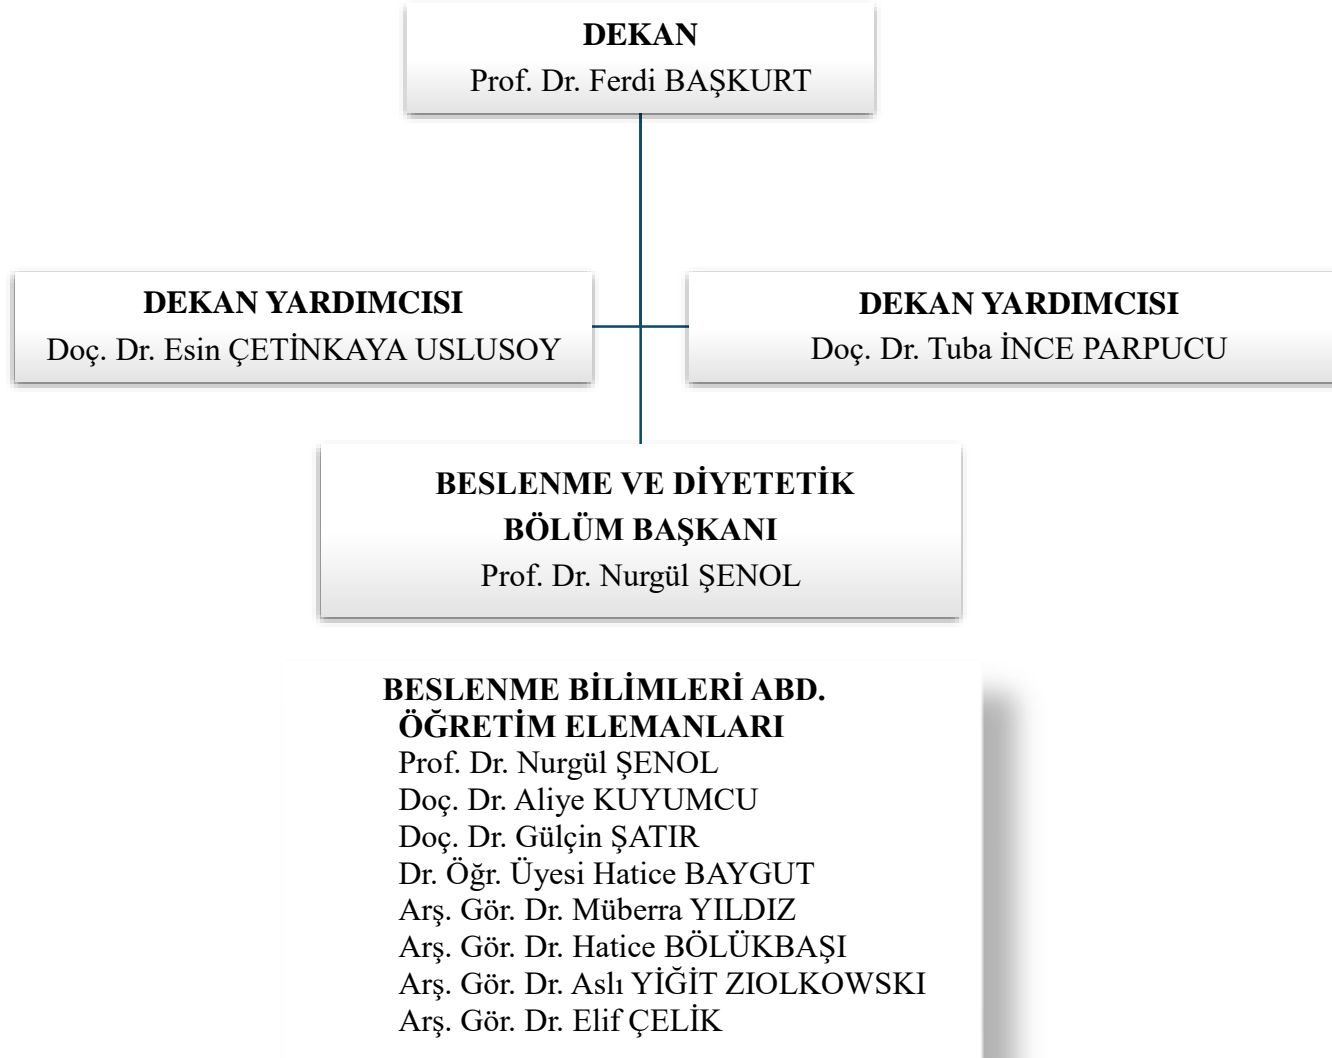 DEKAN
Prof. Dr. Ferdi BAŞKURT
DEKAN YARDIMCISI
Doç. Dr. Esin ÇETİNKAYA USLUSOY
DEKAN YARDIMCISI
Doç. Dr. Tuba İNCE PARPUCU
BESLENME VE DİYETETİK
BÖLÜM BAŞKANI
Prof. Dr. Nurgül ŞENOL
BESLENME BİLİMLERİ ABD.
ÖĞRETİM ELEMANLARI
Prof. Dr. Nurgül ŞENOL
Doç. Dr. Aliye KUYUMCU
Doç. Dr. Gülçin ŞATIR
Dr. Öğr. Üyesi Hatice BAYGUT
Arş. Gör. Dr. Müberra YILDIZ
Arş. Gör. Dr. Hatice BÖLÜKBAŞI
Arş. Gör. Dr. Aslı YİĞİT ZIOLKOWSKI
Arş. Gör. Dr. Elif ÇELİK